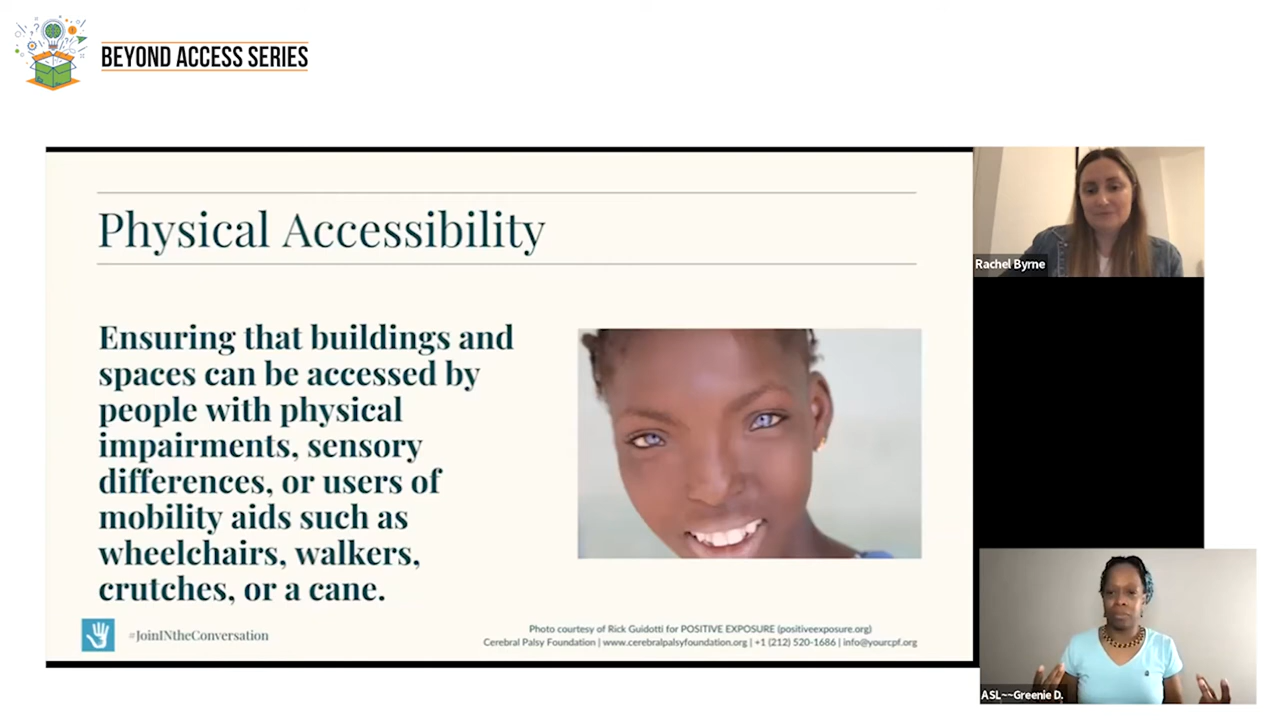 BEYOND ACCESS SERIES
Physical Accessibility
Ensuring that buildings and
spaces can be accessed by
people with physical
impairments, sensory
differences, or users of
mobility aids such as
wheelchairs, walkers,
crutches, or a cane.
#JoinINtheConversation
Photo courtesy of Rick Guidotti for POSITIVE EXPOSURE (positiveexposure.org)
Cerebral Palsy Foundation | www.cerebralpalsyfoundation.org | +1 (212) 520-1686 | info@yourcpf.org
Rachel Byrne
ASL~~Greenie D.